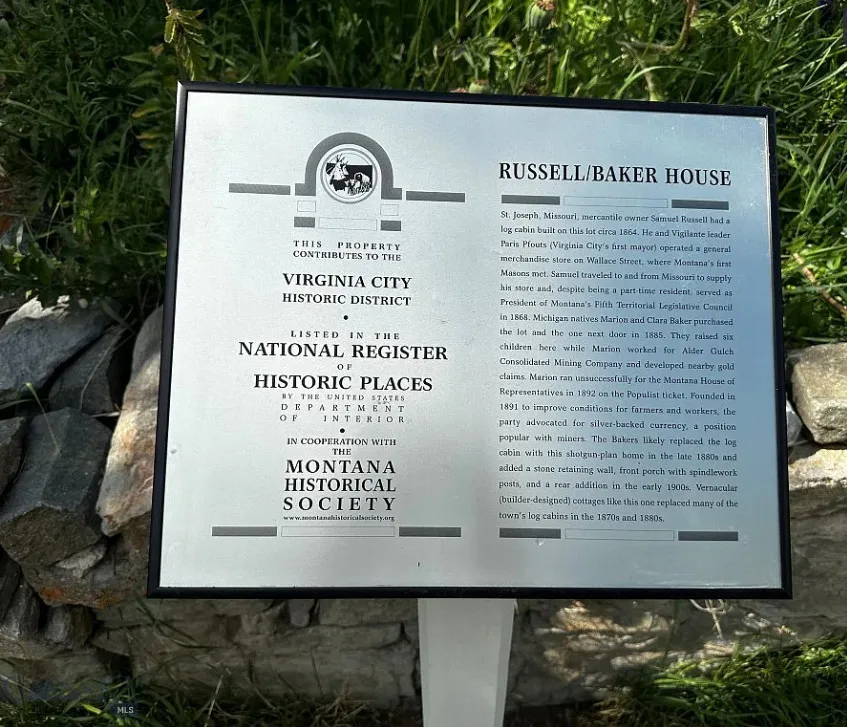 THIS PROPERTY
CONTRIBUTES TO THE
VIRGINIA CITY
HISTORIC DISTRICT
•
LISTED IN THE
NATIONAL REGISTER
OF
HISTORIC PLACES
BY THE UNITED STATES
DEPARTMENT
OF INTERIOR
•
IN COOPERATION WITH
THE
MONTANA
HISTORICAL
SOCIETY
www.montanahistoricalsociety.org
RUSSELL/BAKER HOUSE
St. Joseph, Missouri, mercantile owner Samuel Russell had a
log cabin built on this lot circa 1864. He and Vigilante leader
Paris Pfouts (Virginia City's first mayor) operated a general
merchandise store on Wallace Street, where Montana's first
Masons met. Samuel traveled to and from Missouri to supply
his store and, despite being a part-time resident, served as
President of Montana's Fifth Territorial Legislative Council
in 1868. Michigan natives Marion and Clara Baker purchased
the lot and the one next door in 1885. They raised six
children here while Marion worked for Alder Gulch
Consolidated Mining Company and developed nearby gold
claims. Marion ran unsuccessfully for the Montana House of
Representatives in 1892 on the Populist ticket. Founded in
1891 to improve conditions for farmers and workers, the
party advocated for silver-backed currency, a position
popular with miners. The Bakers likely replaced the log
cabin with this shotgun-plan home in the late 1880s and
added a stone retaining wall, front porch with spindlework
posts, and a rear addition in the early 1900s. Vernacular
(builder-designed) cottages like this one replaced many of the
town's log cabins in the 1870s and 1880s.
MLS